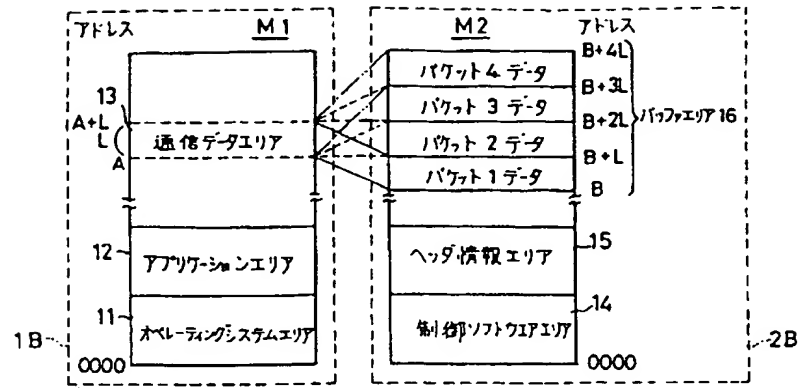 アドレス
M1
13
A+L
L
A
通信データエリア
12
アプリケーションエリア
11
オペレーティングシステムエリア
1B
0000
M2
アドレス
B+4L
パケット4データ
B+3L
パケット3データ
B+2L
バッファエリア16
パケット2データ
B+L
パケット1データ
B
15
ヘッダ情報エリア
14
制御ソフトウエアエリア
2B
0000